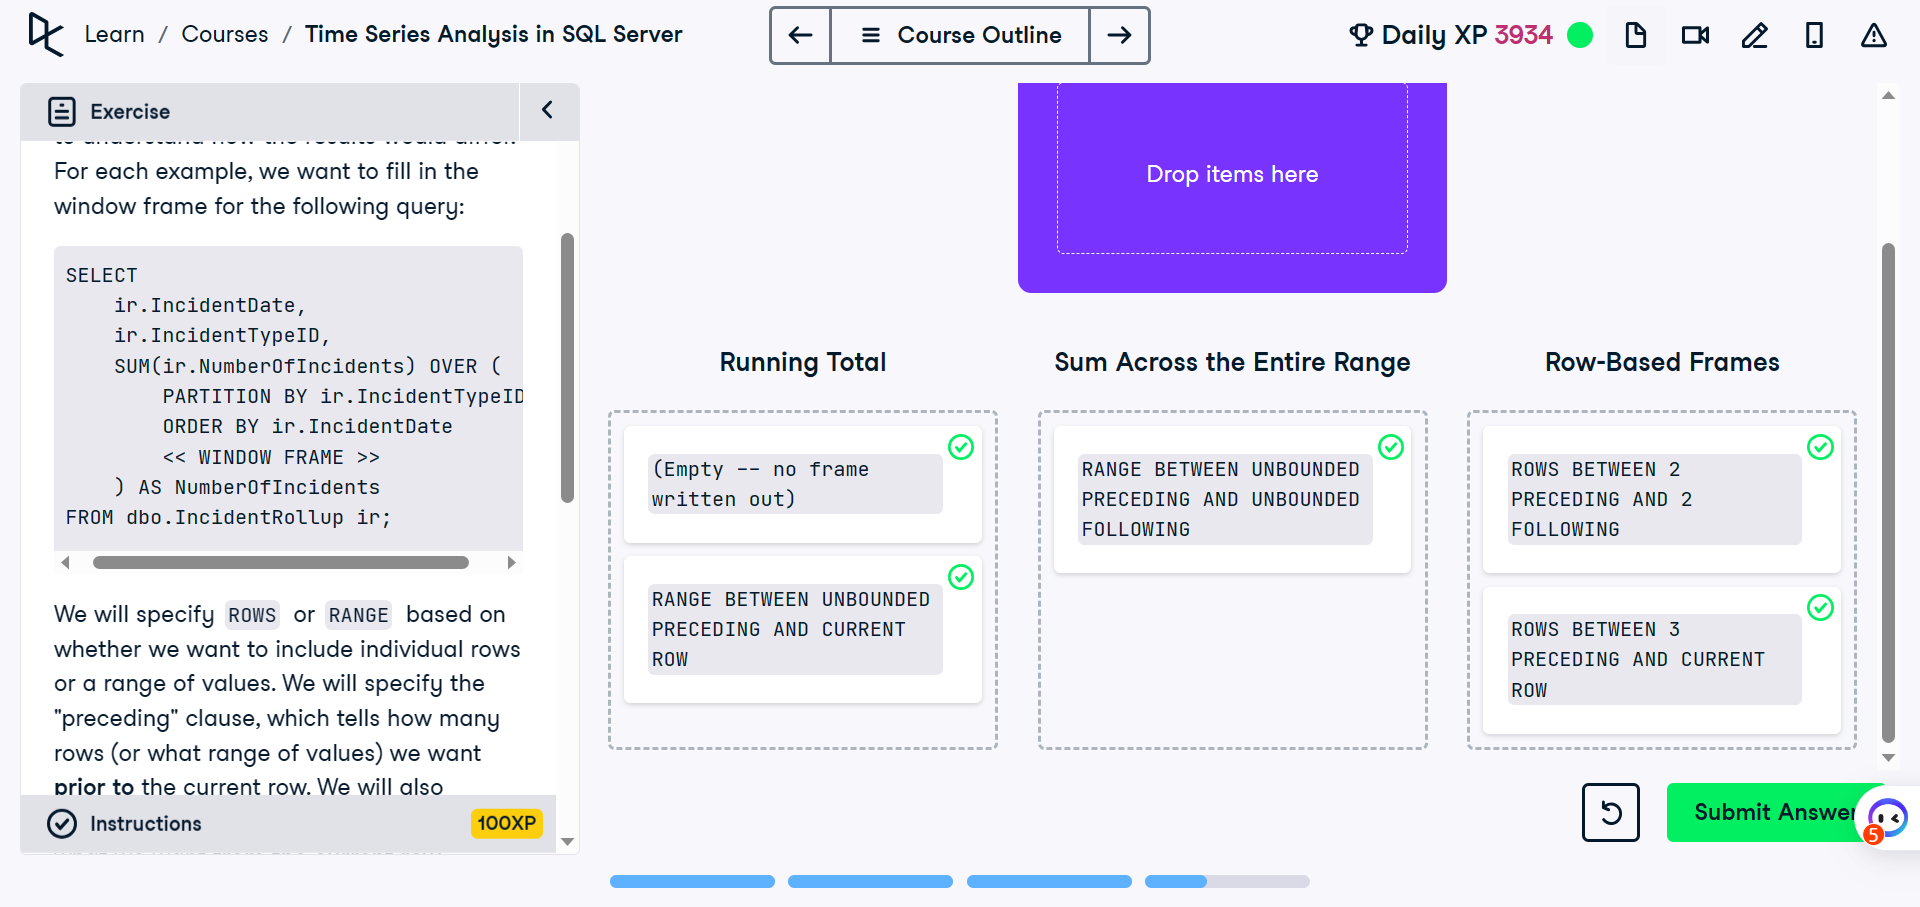 Learn / Courses / Time Series Analysis in SQL Server
Course Outline
Daily XP 3934
Exercise
to understand how the results would differ.
For each example, we want to fill in the
window frame for the following query:
SELECT
ir.IncidentDate,
ir.IncidentTypeID,
SUM(ir.NumberOfIncidents) OVER (
PARTITION BY ir.IncidentTypeID
ORDER BY ir.IncidentDate
<< WINDOW FRAME >>
) AS NumberOfIncidents
FROM dbo.IncidentRollup ir;
We will specify ROWS or RANGE based on
whether we want to include individual rows
or a range of values. We will specify the
"preceding" clause, which tells how many
rows (or what range of values) we want
prior to the current row. We will also
Instructions
100XP
Drop items here
Running Total
(Empty -- no frame
written out)
RANGE BETWEEN UNBOUNDED
PRECEDING AND CURRENT
ROW
Sum Across the Entire Range
RANGE BETWEEN UNBOUNDED
PRECEDING AND UNBOUNDED
FOLLOWING
Row-Based Frames
ROWS BETWEEN 2
PRECEDING AND 2
FOLLOWING
ROWS BETWEEN 3
PRECEDING AND CURRENT
ROW
Submit Answer
5